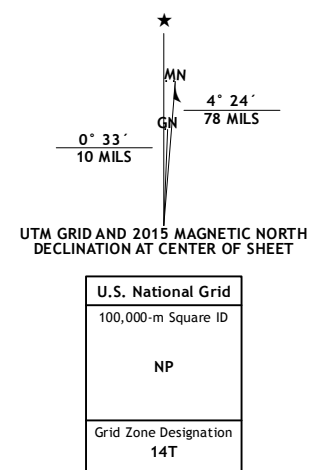 MN
4° 24´
78 MILS
GN
0° 33´
10 MILS
UTM GRID AND 2015 MAGNETIC NORTH
DECLINATION AT CENTER OF SHEET
U.S. National Grid
100,000-m Square ID
NP
Grid Zone Designation
14T